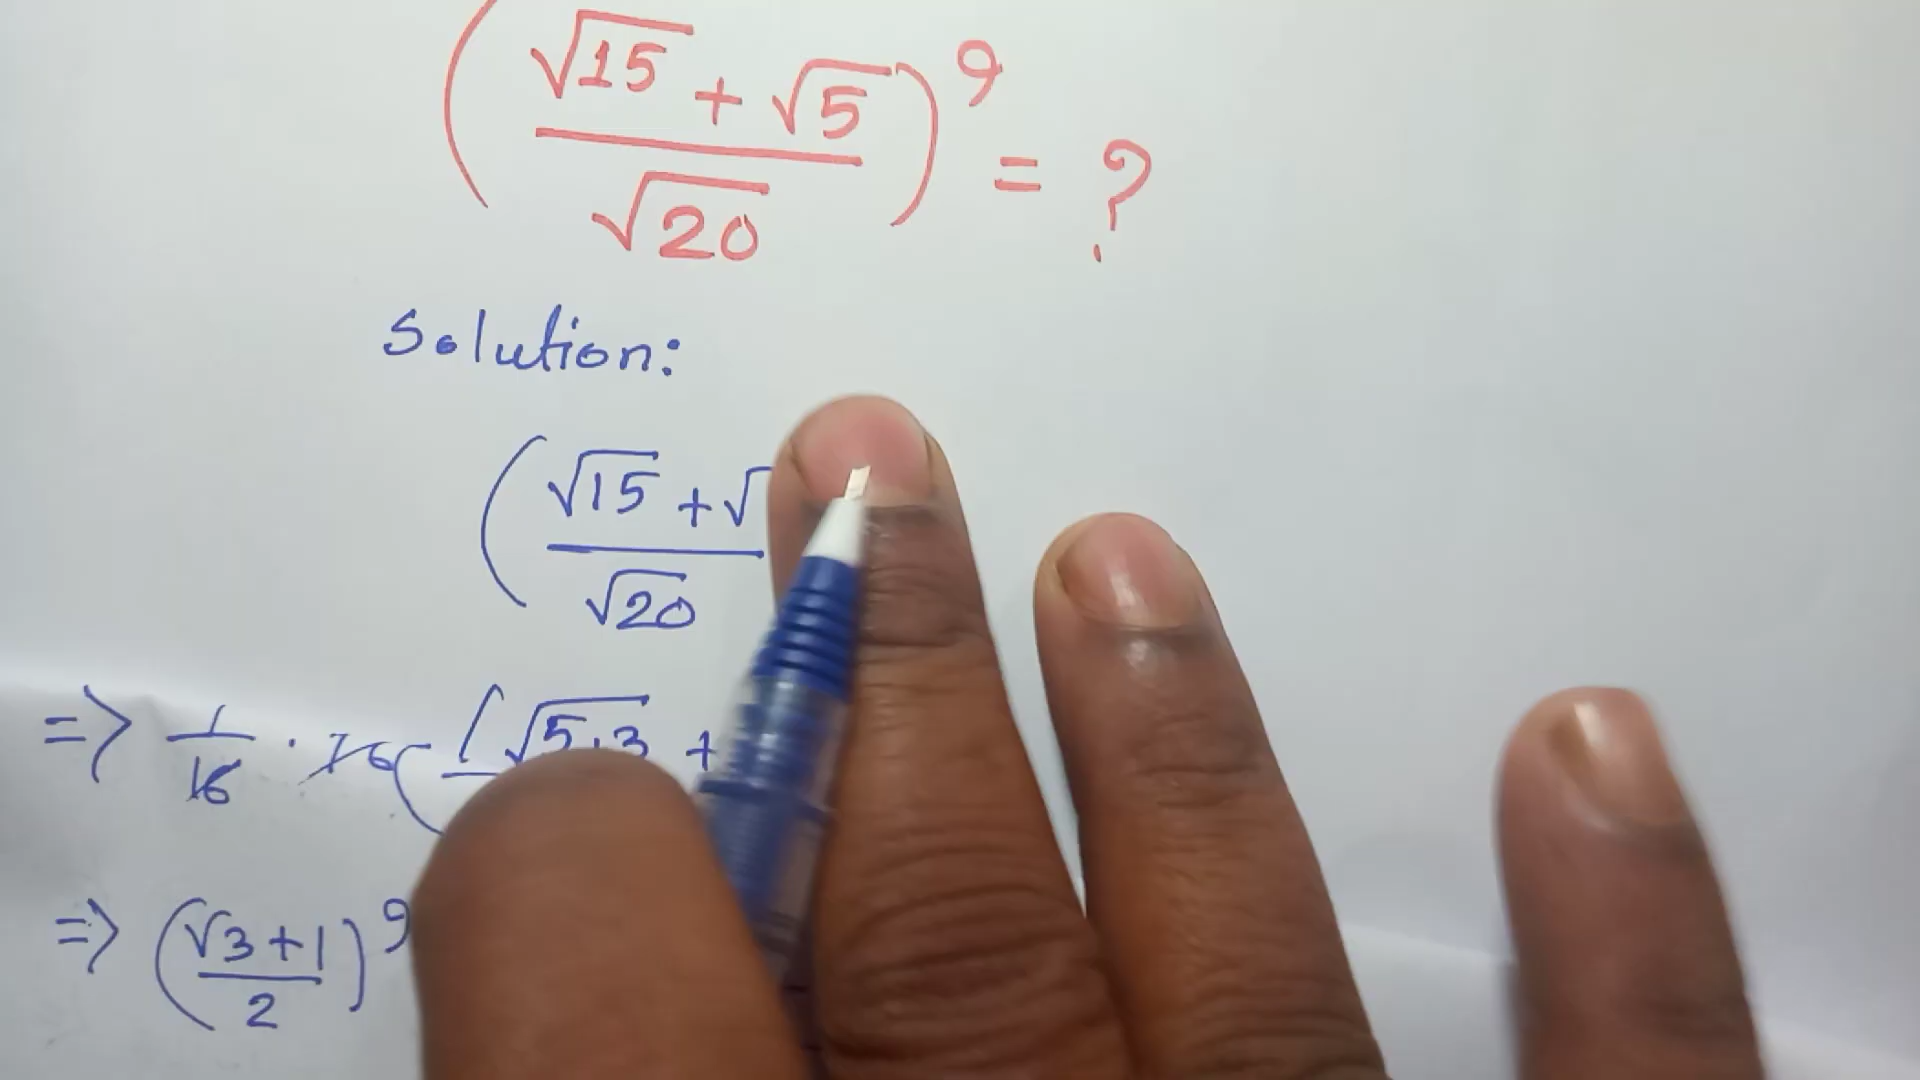 (√15 + √5 / √20)^9 = ?
Solution:
(√15 + √ / √20
=> 1/16 · 16 ( √5.3 +
=> (√3 + 1 / 2)^9